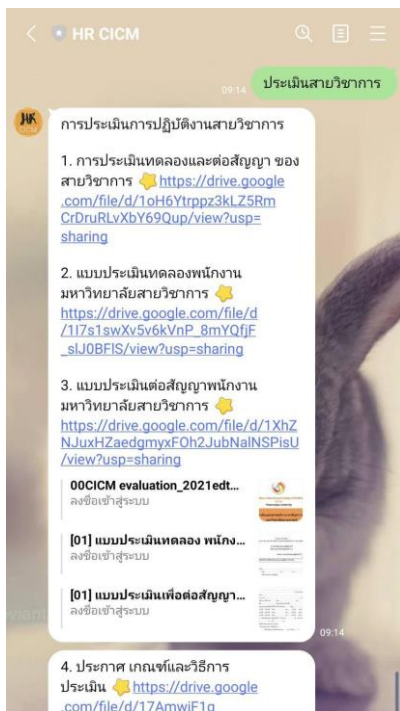 HR CICM
09:14
ประเมินสายวิชาการ
HR
CICM
การประเมินการปฏิบัติงานสายวิชาการ
1. การประเมินทดลองและต่อสัญญา ของ
สายวิชาการ https://drive.google
.com/file/d/1oH6Ytrppz3kLZ5Rm
CrDruRLvXbY69Qup/view?usp=
sharing
2. แบบประเมินทดลองพนักงาน
มหาวิทยาลัยสายวิชาการ
https://drive.google.com/file/d
/1I7s1swXv5v6kVnP_8mYQfjF
_slJ0BFlS/view?usp=sharing
3. แบบประเมินต่อสัญญาพนักงาน
มหาวิทยาลัยสายวิชาการ
https://drive.google.com/file/d/1XhZ
NJuxHZaedgmyxFOh2JubNalNSPisU
/view?usp=sharing
00CICM evaluation_2021edt...
ลงชื่อเข้าสู่ระบบ
[01] แบบประเมินทดลอง พนักง...
ลงชื่อเข้าสู่ระบบ
[01] แบบประเมินเพื่อต่อสัญญา...
ลงชื่อเข้าสู่ระบบ
09:14
4. ประกาศ เกณฑ์และวิธีการ
ประเมิน https://drive.google
.com/file/d/17AmwiF1g